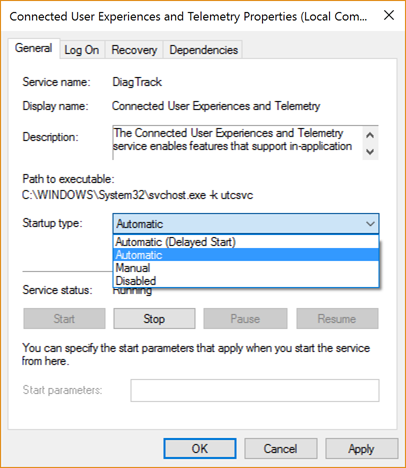 Connected User Experiences and Telemetry Properties (Local Com...
General Log On Recovery Dependencies
Service name: DiagTrack
Display name: Connected User Experiences and Telemetry
Description: The Connected User Experiences and Telemetry
service enables features that support in-application
Path to executable:
C:\WINDOWS\System32\svchost.exe -k utcsvc
Startup type: Automatic
Automatic (Delayed Start)
Automatic
Manual
Disabled
Service status: Running
Start Stop Pause Resume
You can specify the start parameters that apply when you start the service
from here.
Start parameters:
OK Cancel Apply